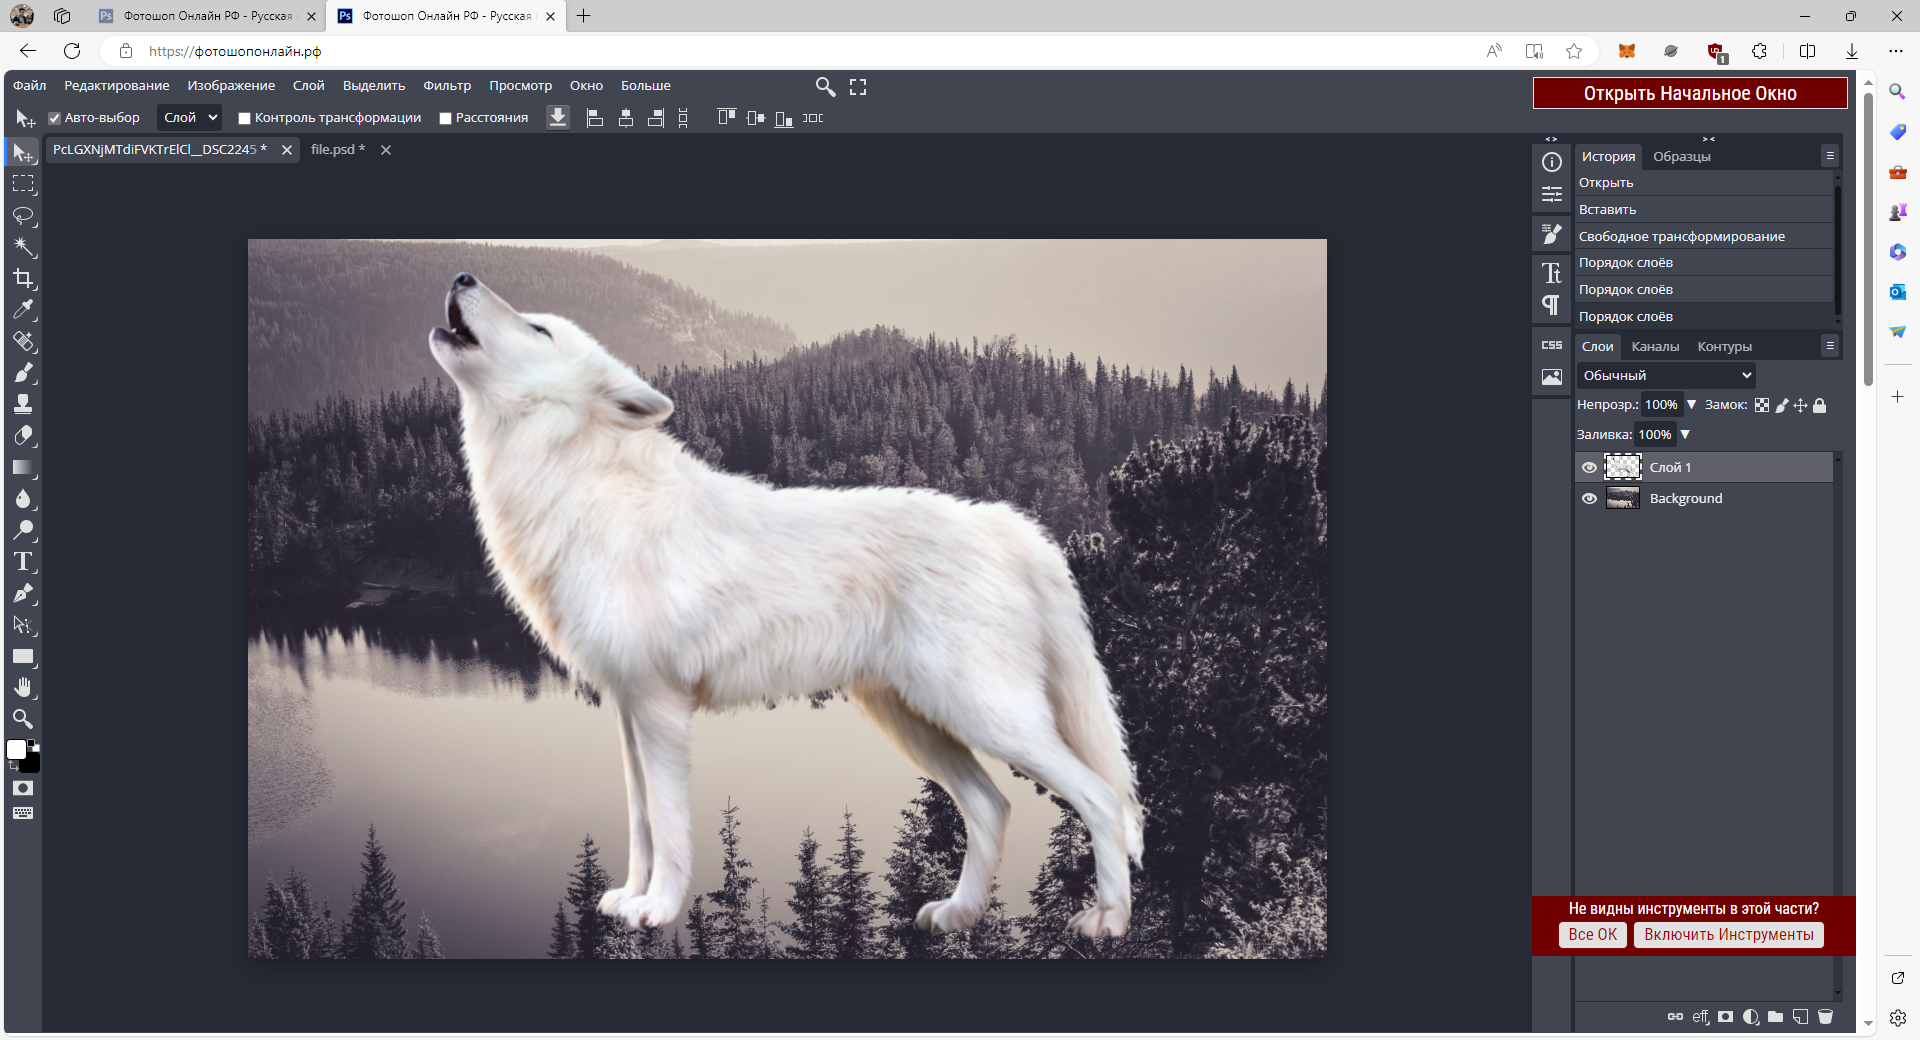 Фотошоп Онлайн РФ - Русская
Фотошоп Онлайн РФ - Русская
https://фотошопонлайн.рф
Файл Редактирование Изображение Слой Выделить Фильтр Просмотр Окно Больше
Открыть Начальное Окно
Авто-выбор Слой Контроль трансформации Расстояния
PcLGXNjMTdiFVKTrElCl__DSC2245 * file.psd *
История Образцы
Открыть
Вставить
Свободное трансформирование
Порядок слоёв
Порядок слоёв
Порядок слоёв
CSS
Слои Каналы Контуры
Обычный
Непрозр.: 100% Замок:
Заливка: 100%
Слой 1
Background
Не видны инструменты в этой части?
Все ОК Включить Инструменты
eff